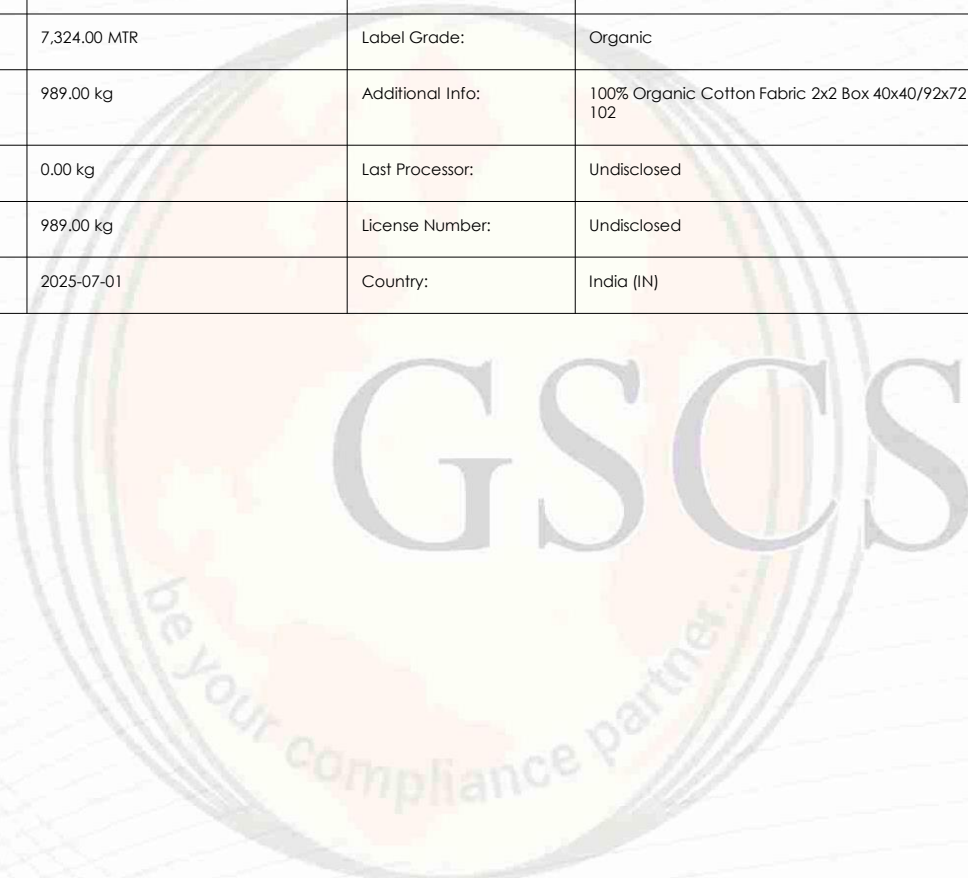 7,324.00 MTR Label Grade: Organic
989.00 kg Additional Info: 100% Organic Cotton Fabric 2x2 Box 40x40/92x72
102
0.00 kg Last Processor: Undisclosed
989.00 kg License Number: Undisclosed
2025-07-01 Country: India (IN)
GSCS
be your compliance partner...